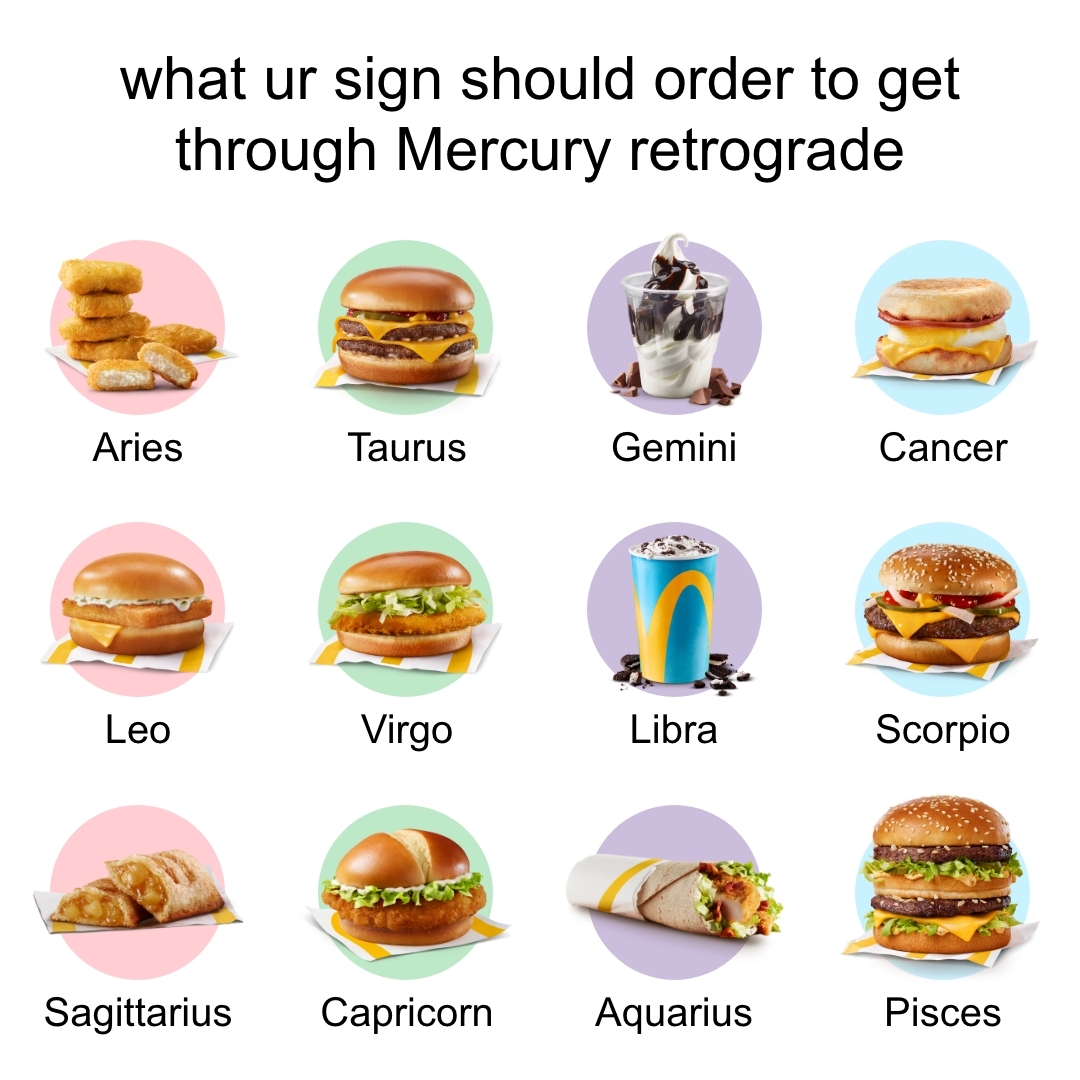 what ur sign should order to get
through Mercury retrograde
Aries
Taurus
Gemini
Cancer
Leo
Virgo
Libra
Scorpio
Sagittarius
Capricorn
Aquarius
Pisces